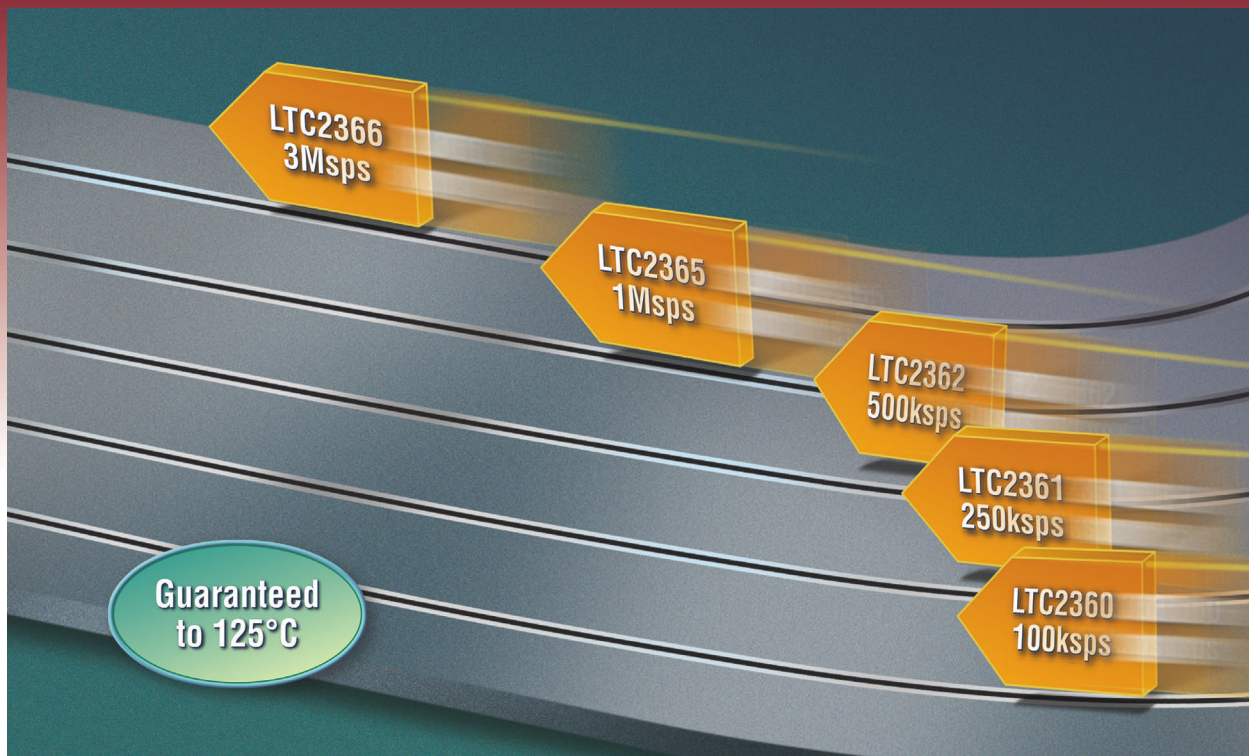 LTC2366
3Msps
LTC2365
1Msps
LTC2362
500ksps
LTC2361
250ksps
LTC2360
100ksps
Guaranteed
to 125°C